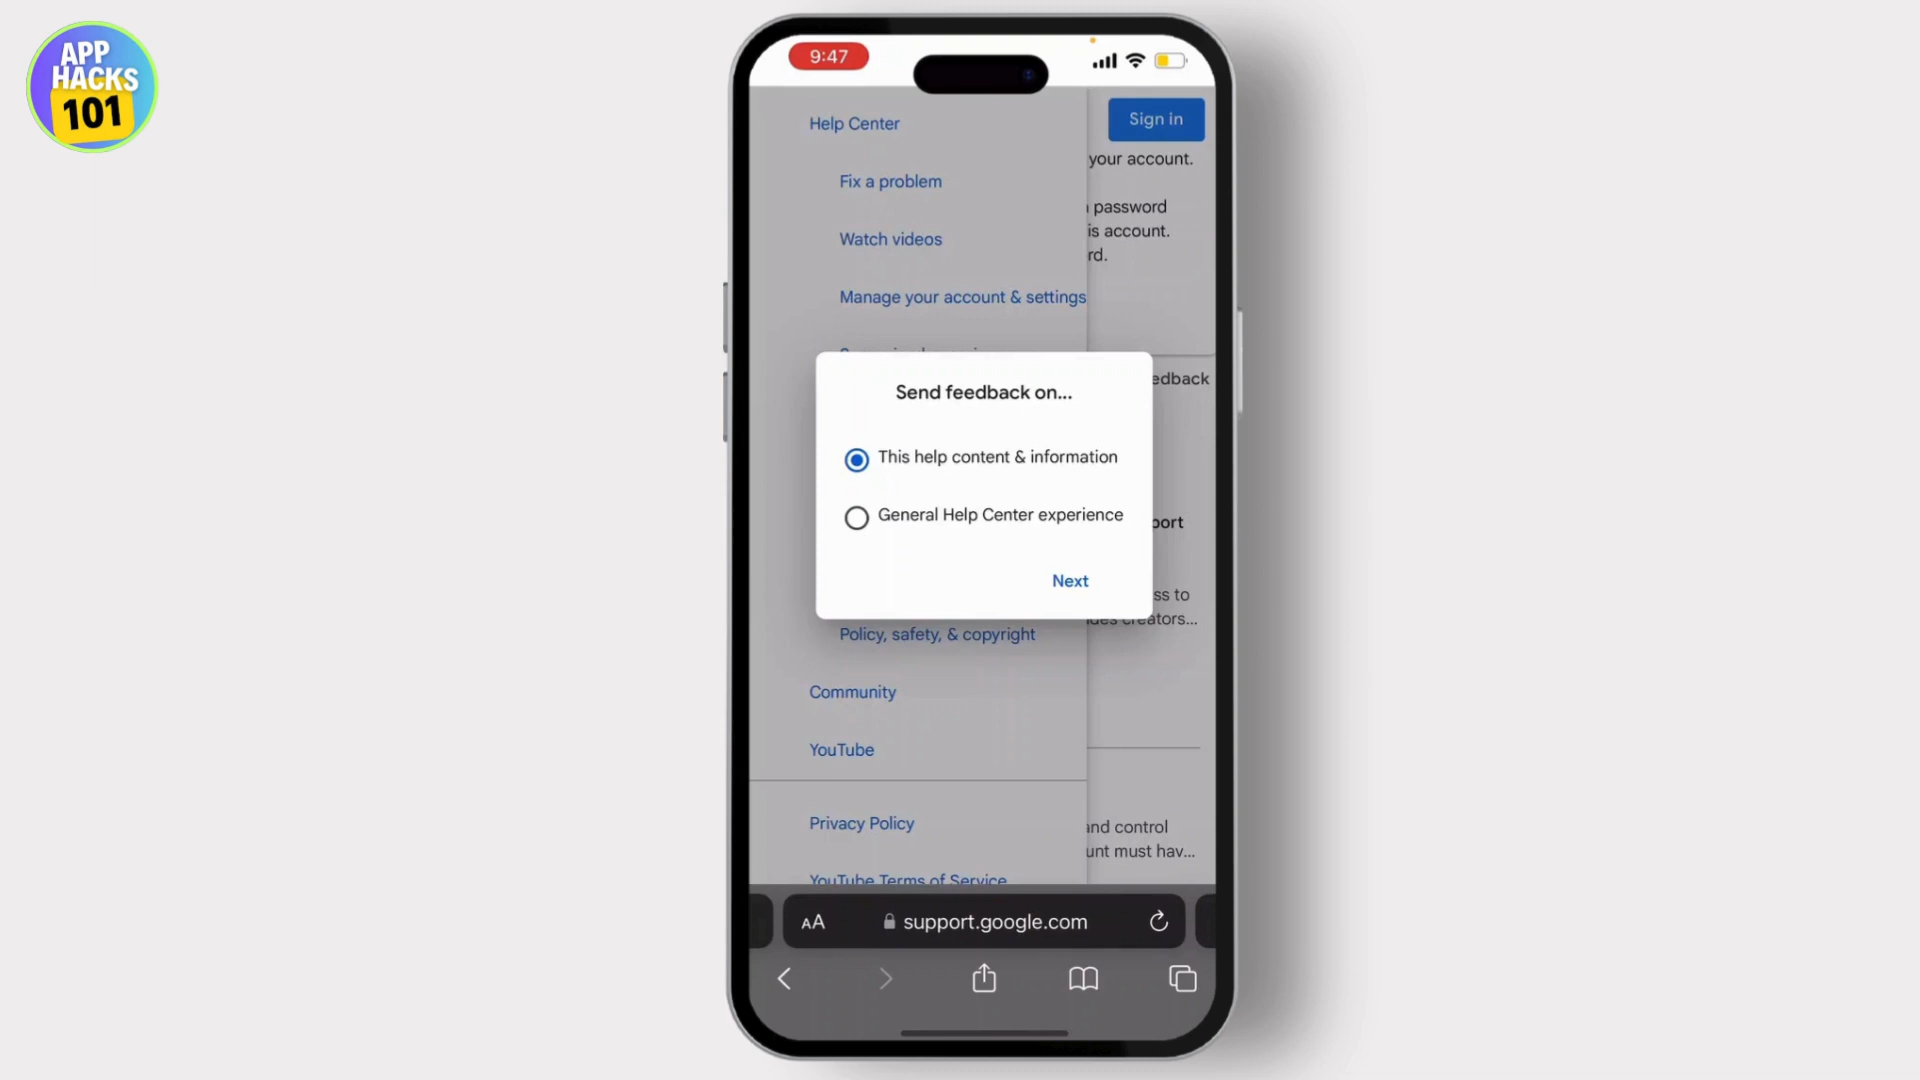 APP
HACKS
101
9:47
Help Center
Sign in
your account.
Fix a problem
password
is account.
rd.
Watch videos
Manage your account & settings
edback
Send feedback on...
This help content & information
General Help Center experience
port
Next
ss to
creators...
Policy, safety, & copyright
Community
YouTube
Privacy Policy
and control
unt must hav...
YouTube Terms of Service
AA
support.google.com